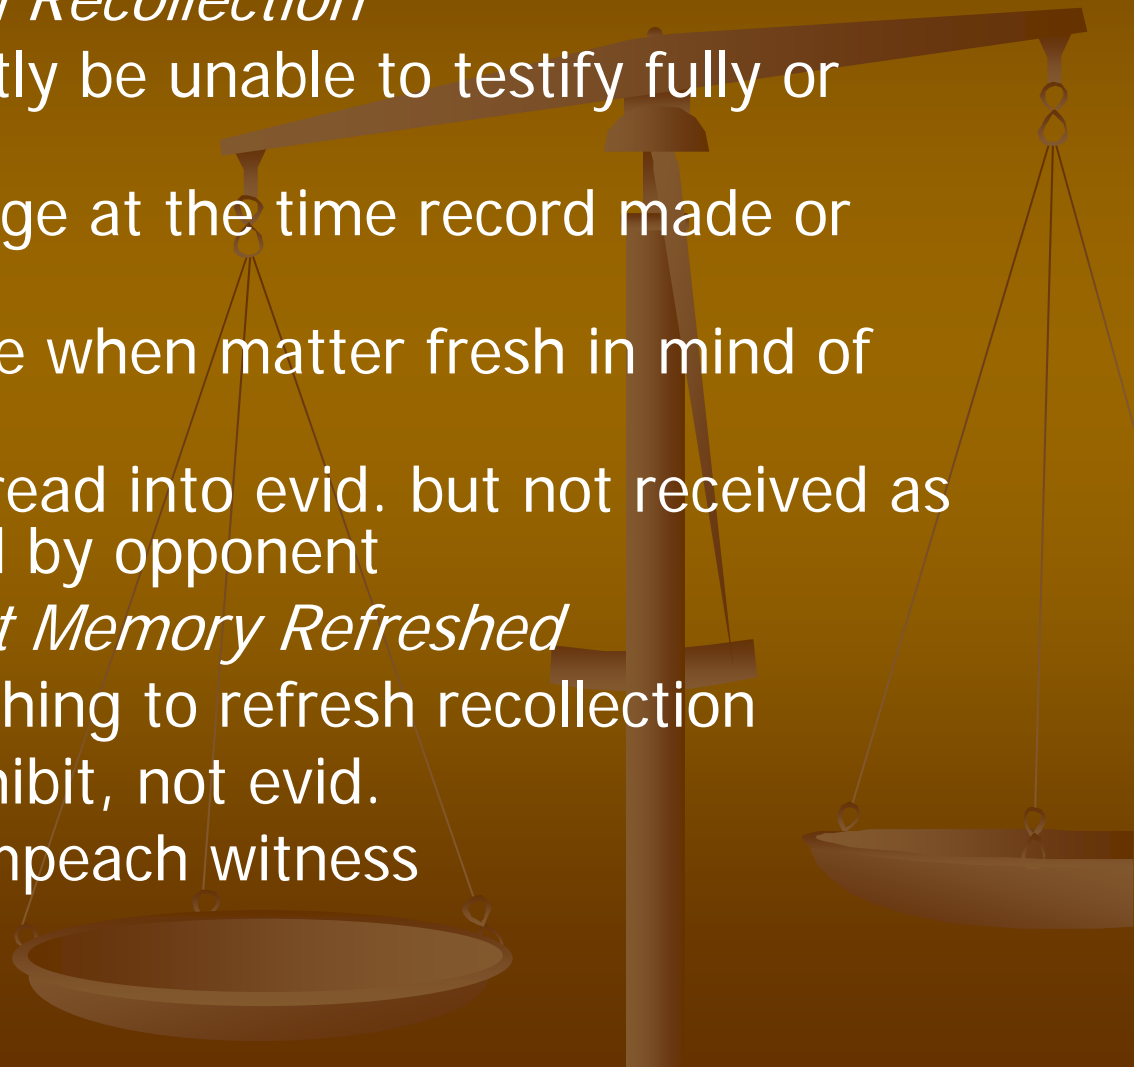 Recollection
tly be unable to testify fully or
ge at the time record made or
e when matter fresh in mind of
read into evid. but not received as
by opponent
t Memory Refreshed
hing to refresh recollection
hibit, not evid.
mpeach witness